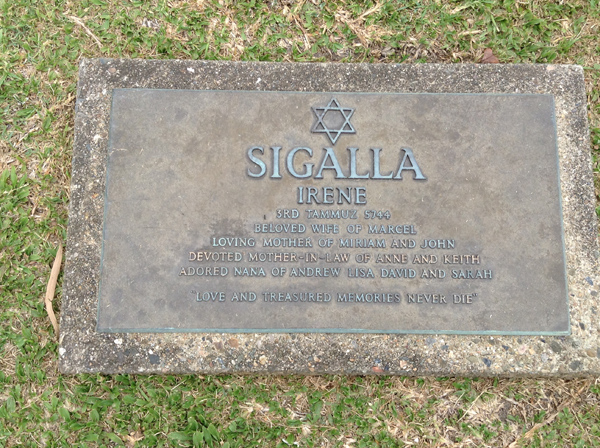 SIGALLA
IRENE
3RD TAMMUZ 5744
BELOVED WIFE OF MARCEL
LOVING MOTHER OF MIRIAM AND JOHN
DEVOTED MOTHER-IN-LAW OF ANNE AND KEITH
ADORED NANA OF ANDREW LISA DAVID AND SARAH
"LOVE AND TREASURED MEMORIES NEVER DIE"